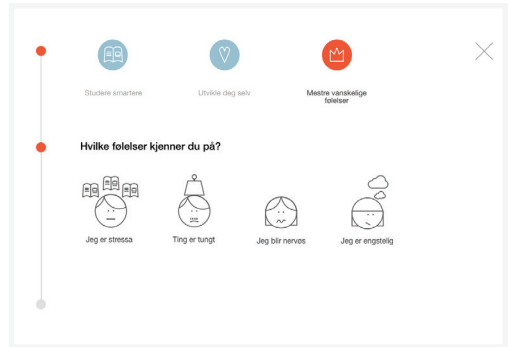 Studere smartere
Utvikle deg selv
Mestre vanskelige
følelser
Hvilke følelser kjenner du på?
Jeg er stressa
Ting er tungt
Jeg blir nervøs
Jeg er engstelig